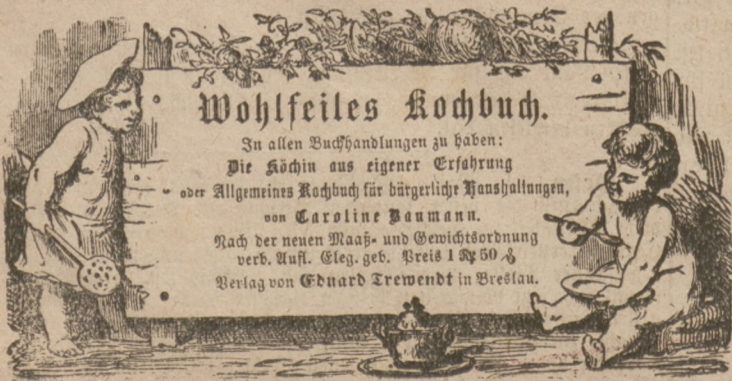 Wohlfeiles Kochbuch.
In allen Buchhandlungen zu haben:
Die Köchin aus eigener Erfahrung
oder Allgemeines Kochbuch für bürgerliche Haushaltungen,
von Caroline Baumann.
Nach der neuen Maaß- und Gewichtsordnung
verb. Aufl. Eleg. geb. Preis 1 Rℳ 50 ₰
Verlag von Eduard Trewendt in Breslau.